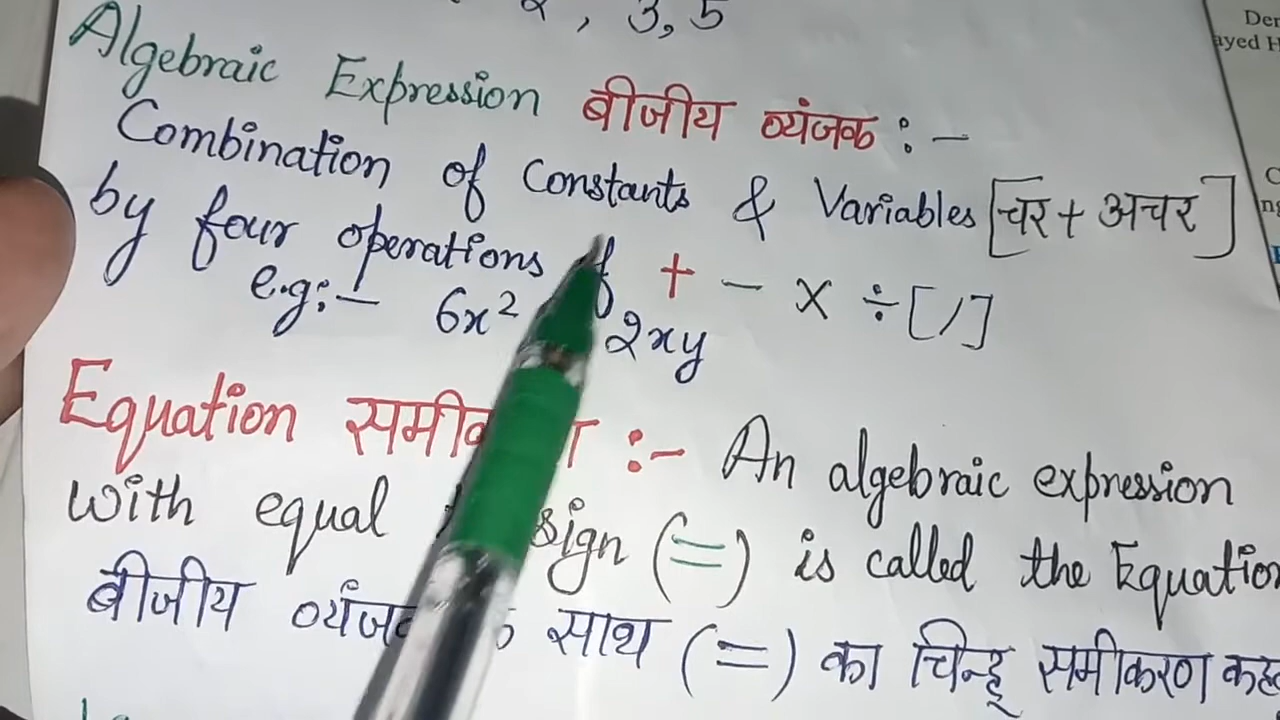 2, 3, 5
Algebraic Expression बीजीय व्यंजक :-
Combination of Constants & Variables [चर + अचर]
by four operations of + - × ÷ [/]
e.g:- 6x² 2xy
Equation :- An algebraic expression
With equal sign (=) is called the Equation
बीजीय साथ (=) का चिन्ह् समीकरण